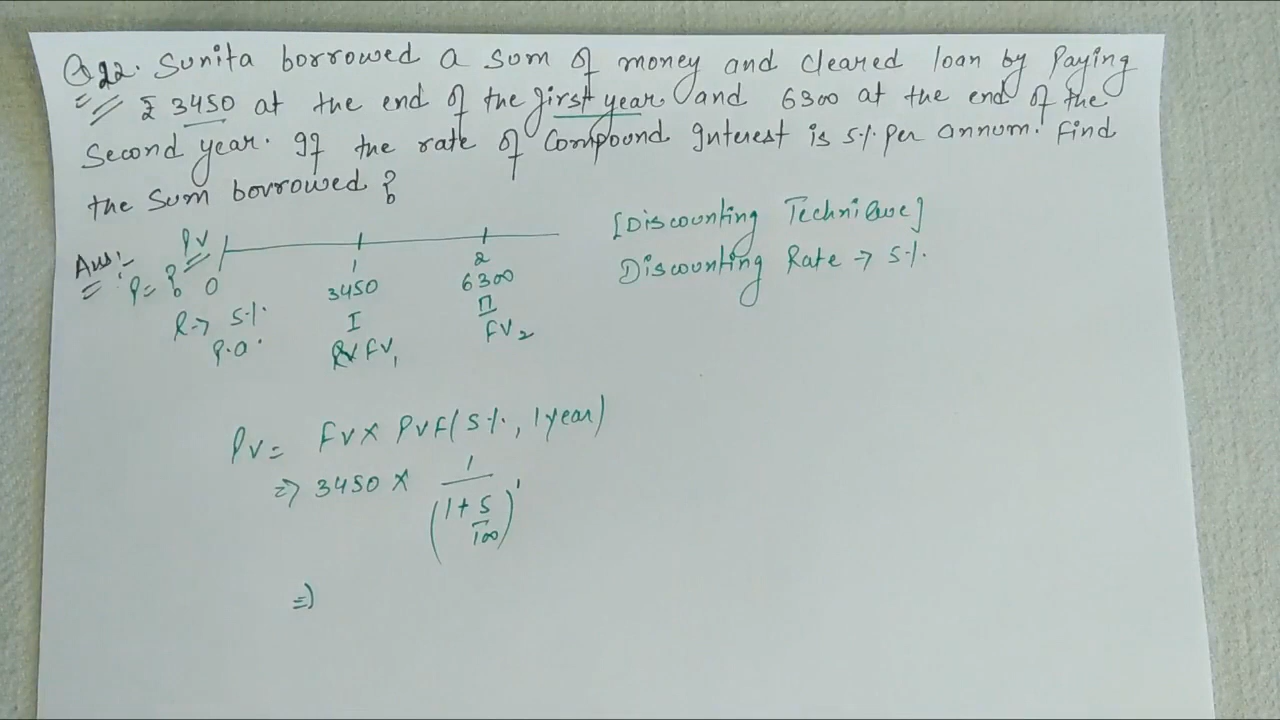 Q22. Sunita borrowed a sum of money and cleared loan by Paying
₹ 3450 at the end of the first year and 6300 at the end of the
Second year. If the rate of Compound Interest is 5% per annum. Find
the Sum borrowed ?
Ans:-
PV
P = ? 0 1 2
R → 5% 3450 6300
P.a. I II
FV1 FV2
[Discounting Technique]
Discounting Rate → 5%.
PV = FV × PVF(5%, 1 year)
⇒ 3450 × 1
(1 + 5/100)^1
⇒)